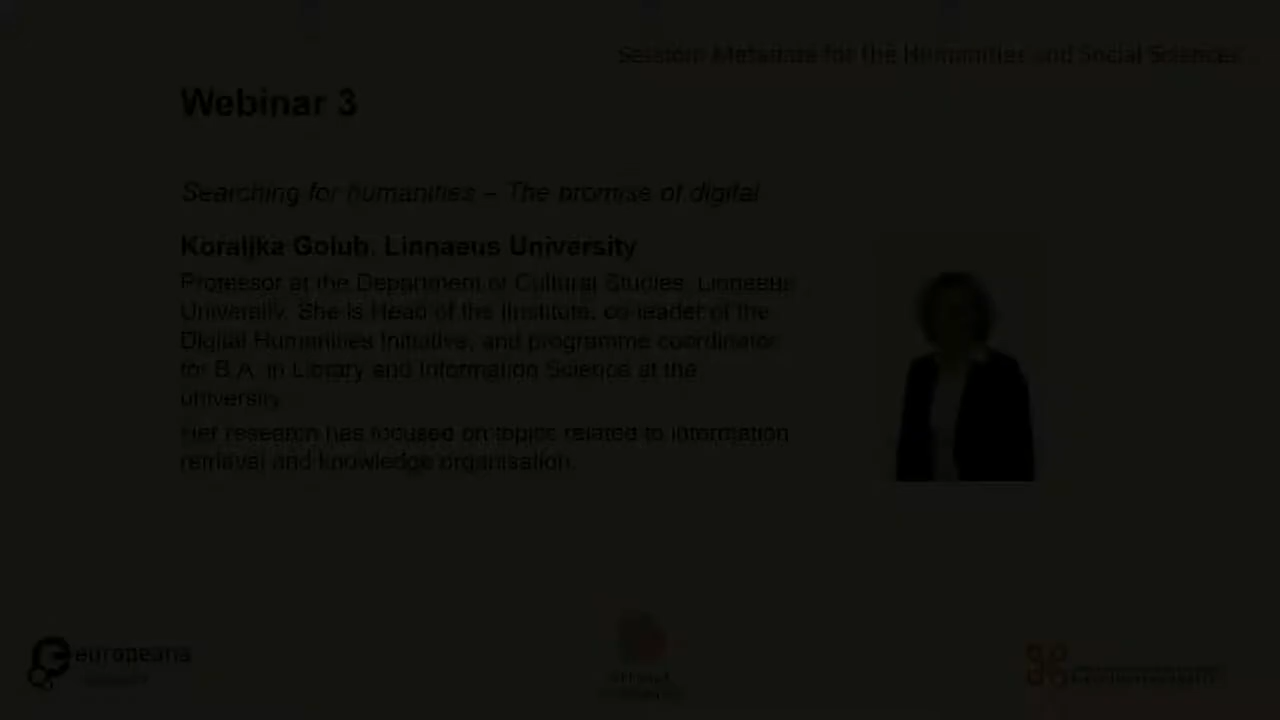 Session: Metadata for the Humanities and Social Sciences
Webinar 3
Searching for humanities – The promise of digital
Koraljka Golub, Linnaeus University
Professor at the Department of Cultural Studies, Linnaeus
University. She is Head of the iInstitute, co-leader of the
Digital Humanities Initiative, and programme coordinator
for B.A. in Library and Information Science at the
university.
Her research has focused on topics related to information
retrieval and knowledge organisation.
europeana